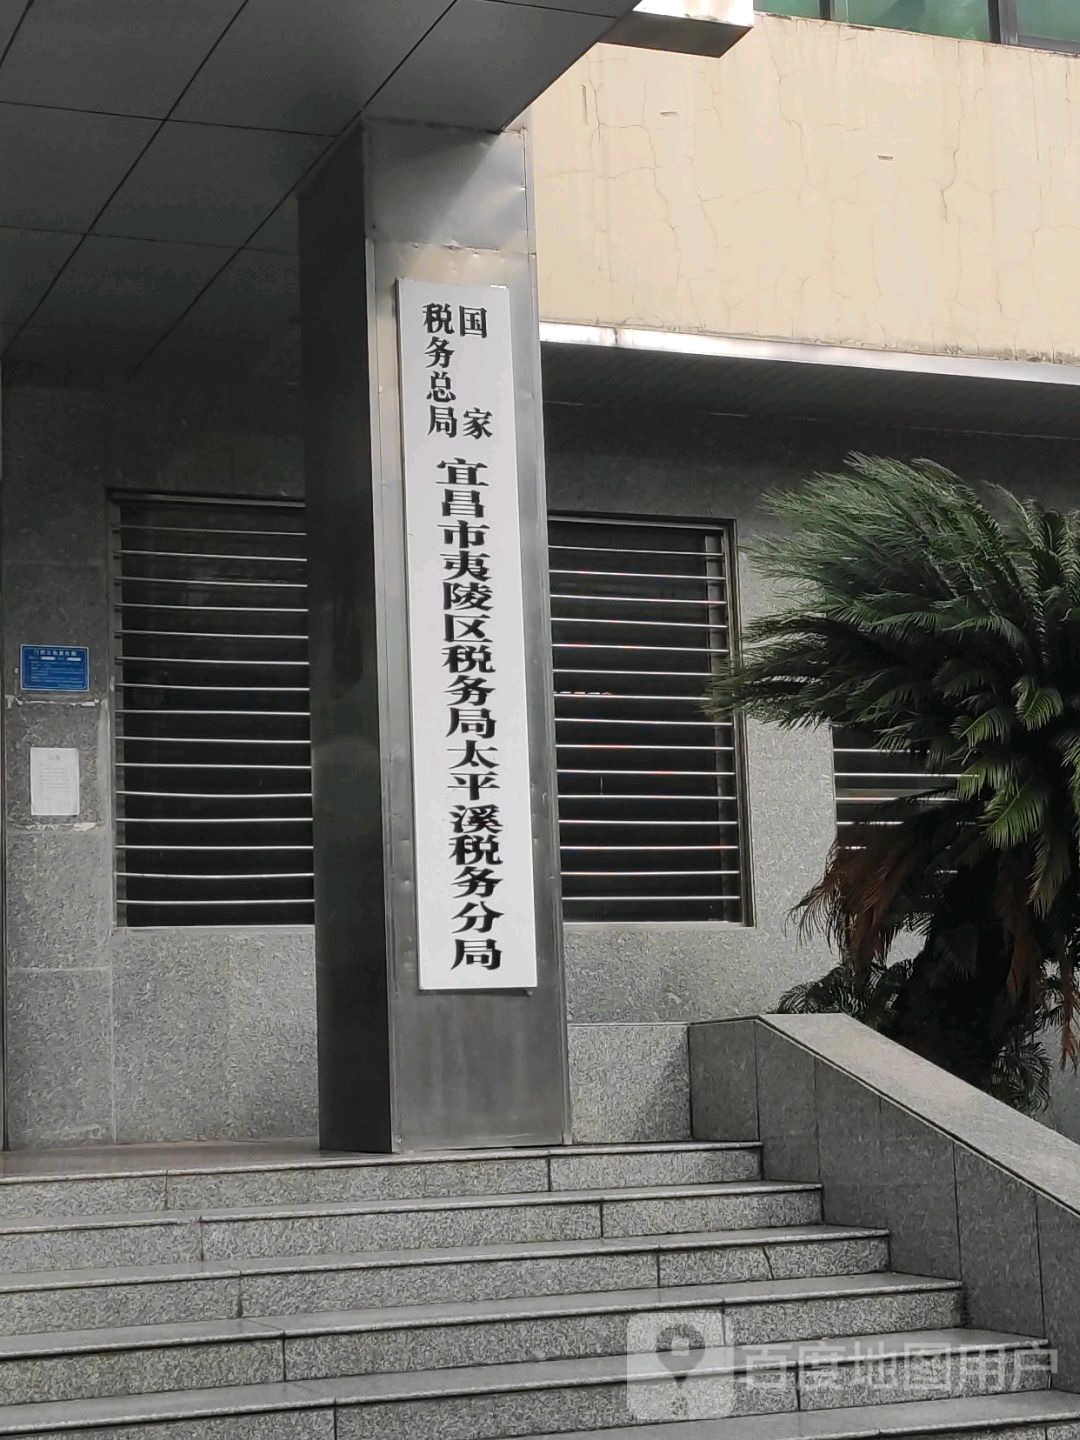 国家
税务总局
宜昌市夷陵区税务局太平溪税务分局
百度地图用户